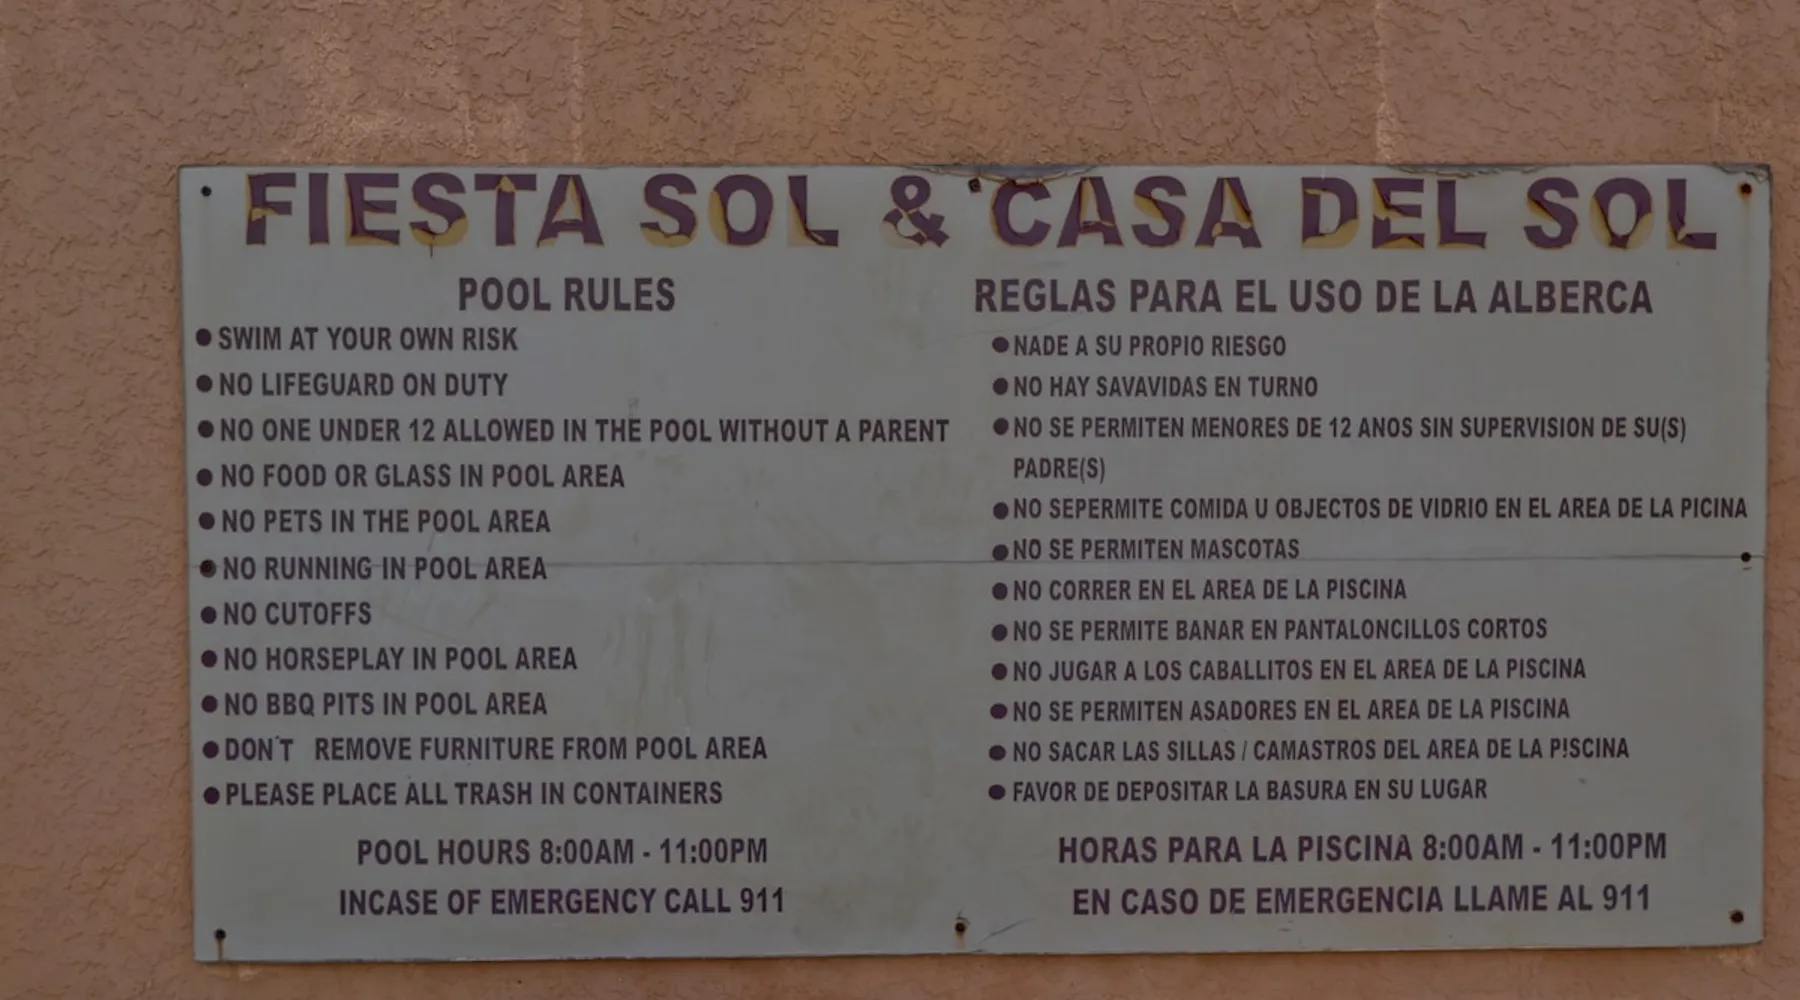 FIESTA SOL & CASA DEL SOL
POOL RULES
● SWIM AT YOUR OWN RISK
● NO LIFEGUARD ON DUTY
● NO ONE UNDER 12 ALLOWED IN THE POOL WITHOUT A PARENT
● NO FOOD OR GLASS IN POOL AREA
● NO PETS IN THE POOL AREA
● NO RUNNING IN POOL AREA
● NO CUTOFFS
● NO HORSEPLAY IN POOL AREA
● NO BBQ PITS IN POOL AREA
● DON'T REMOVE FURNITURE FROM POOL AREA
● PLEASE PLACE ALL TRASH IN CONTAINERS
POOL HOURS 8:00AM - 11:00PM
INCASE OF EMERGENCY CALL 911
REGLAS PARA EL USO DE LA ALBERCA
● NADE A SU PROPIO RIESGO
● NO HAY SAVAVIDAS EN TURNO
● NO SE PERMITEN MENORES DE 12 ANOS SIN SUPERVISION DE SU(S)
PADRE(S)
● NO SEPERMITE COMIDA U OBJECTOS DE VIDRIO EN EL AREA DE LA PICINA
● NO SE PERMITEN MASCOTAS
● NO CORRER EN EL AREA DE LA PISCINA
● NO SE PERMITE BANAR EN PANTALONCILLOS CORTOS
● NO JUGAR A LOS CABALLITOS EN EL AREA DE LA PISCINA
● NO SE PERMITEN ASADORES EN EL AREA DE LA PISCINA
● NO SACAR LAS SILLAS / CAMASTROS DEL AREA DE LA PISCINA
● FAVOR DE DEPOSITAR LA BASURA EN SU LUGAR
HORAS PARA LA PISCINA 8:00AM - 11:00PM
EN CASO DE EMERGENCIA LLAME AL 911